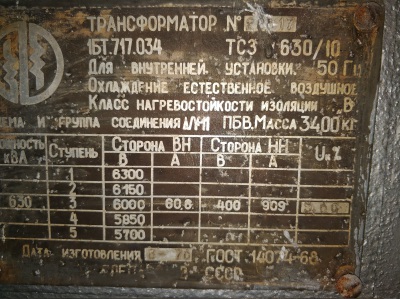 ТРАНСФОРМАТОР №
1БТ.717.034 ТСЗ 630/10
Для внутренней установки 50 Гц
Охлаждение естественное воздушное
Класс нагревостойкости изоляции В
и группа соединения Δ/Υ-11 ПБВ. Масса 3400 кг
кВА Ступень Сторона ВН Сторона НН Uк %
В А В А
1 6300
2 6150
630 3 6000 60,6 400 909
4 5850
5 5700
Дата изготовления ГОСТ 14074-68
СССР